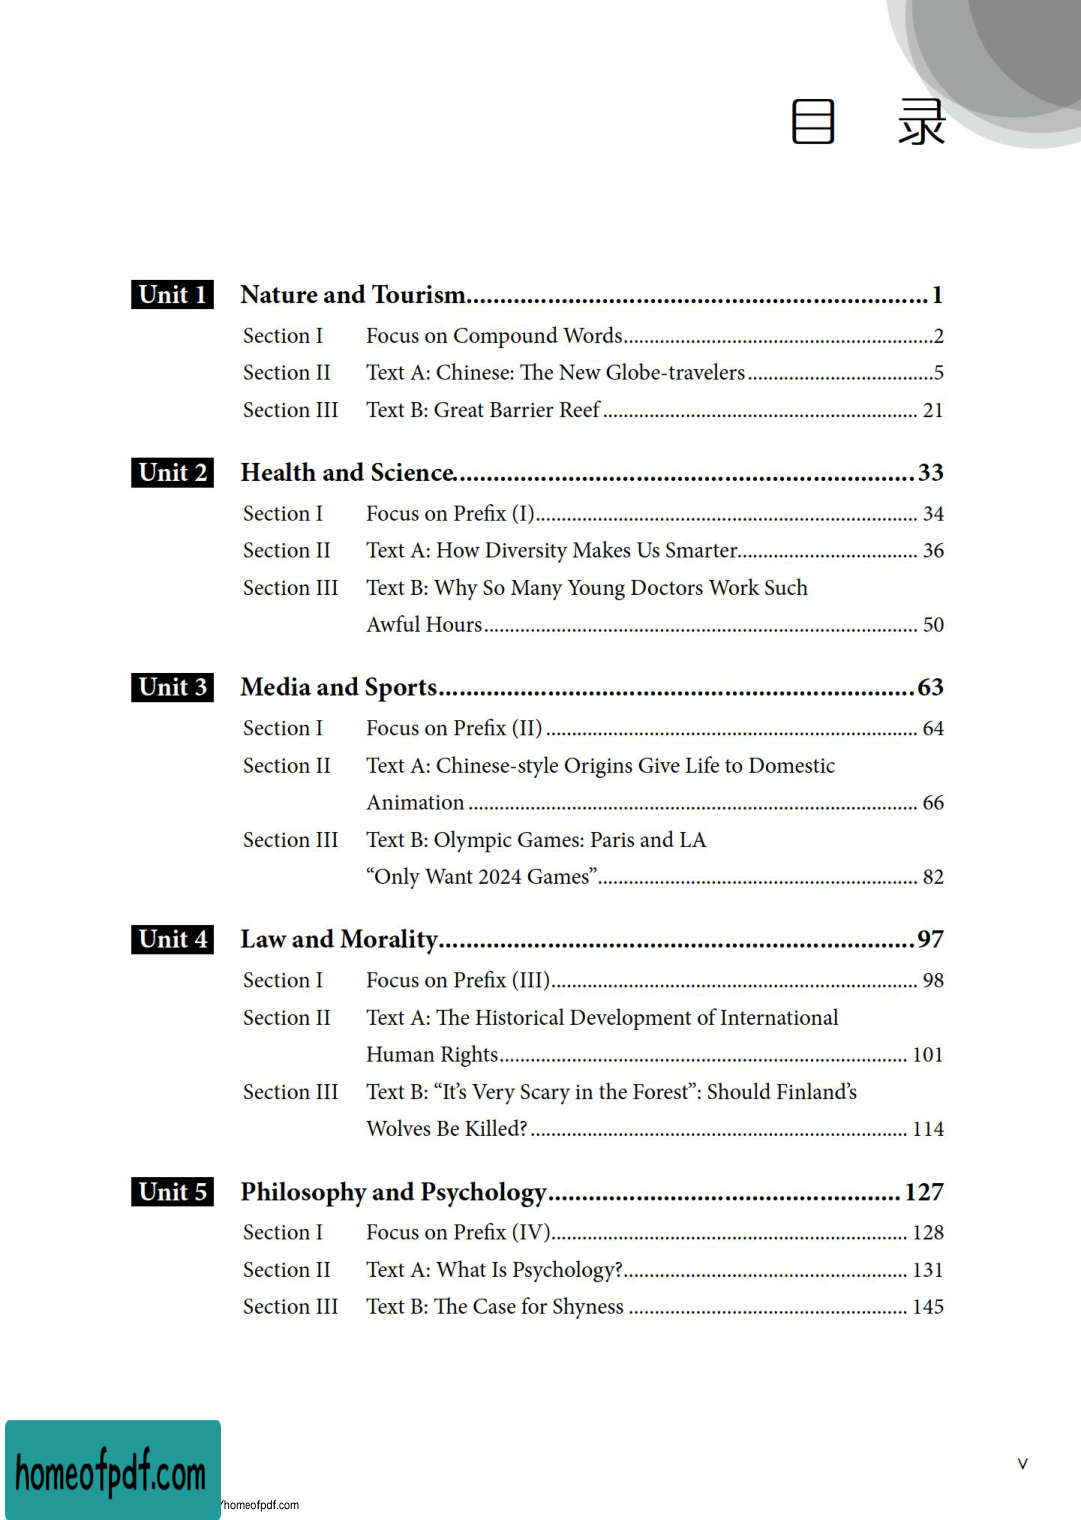 目 录
Unit 1 Nature and Tourism....................................................................1
Section I Focus on Compound Words............................................................2
Section II Text A: Chinese: The New Globe-travelers....................................5
Section III Text B: Great Barrier Reef............................................................. 21
Unit 2 Health and Science....................................................................33
Section I Focus on Prefix (I).......................................................................... 34
Section II Text A: How Diversity Makes Us Smarter................................... 36
Section III Text B: Why So Many Young Doctors Work Such
Awful Hours.................................................................................... 50
Unit 3 Media and Sports......................................................................63
Section I Focus on Prefix (II)........................................................................ 64
Section II Text A: Chinese-style Origins Give Life to Domestic
Animation....................................................................................... 66
Section III Text B: Olympic Games: Paris and LA
“Only Want 2024 Games”.............................................................. 82
Unit 4 Law and Morality......................................................................97
Section I Focus on Prefix (III)....................................................................... 98
Section II Text A: The Historical Development of International
Human Rights............................................................................... 101
Section III Text B: “It’s Very Scary in the Forest”: Should Finland’s
Wolves Be Killed?......................................................................... 114
Unit 5 Philosophy and Psychology.................................................... 127
Section I Focus on Prefix (IV)..................................................................... 128
Section II Text A: What Is Psychology?....................................................... 131
Section III Text B: The Case for Shyness...................................................... 145
v
homeofpdf.com
/homeofpdf.com